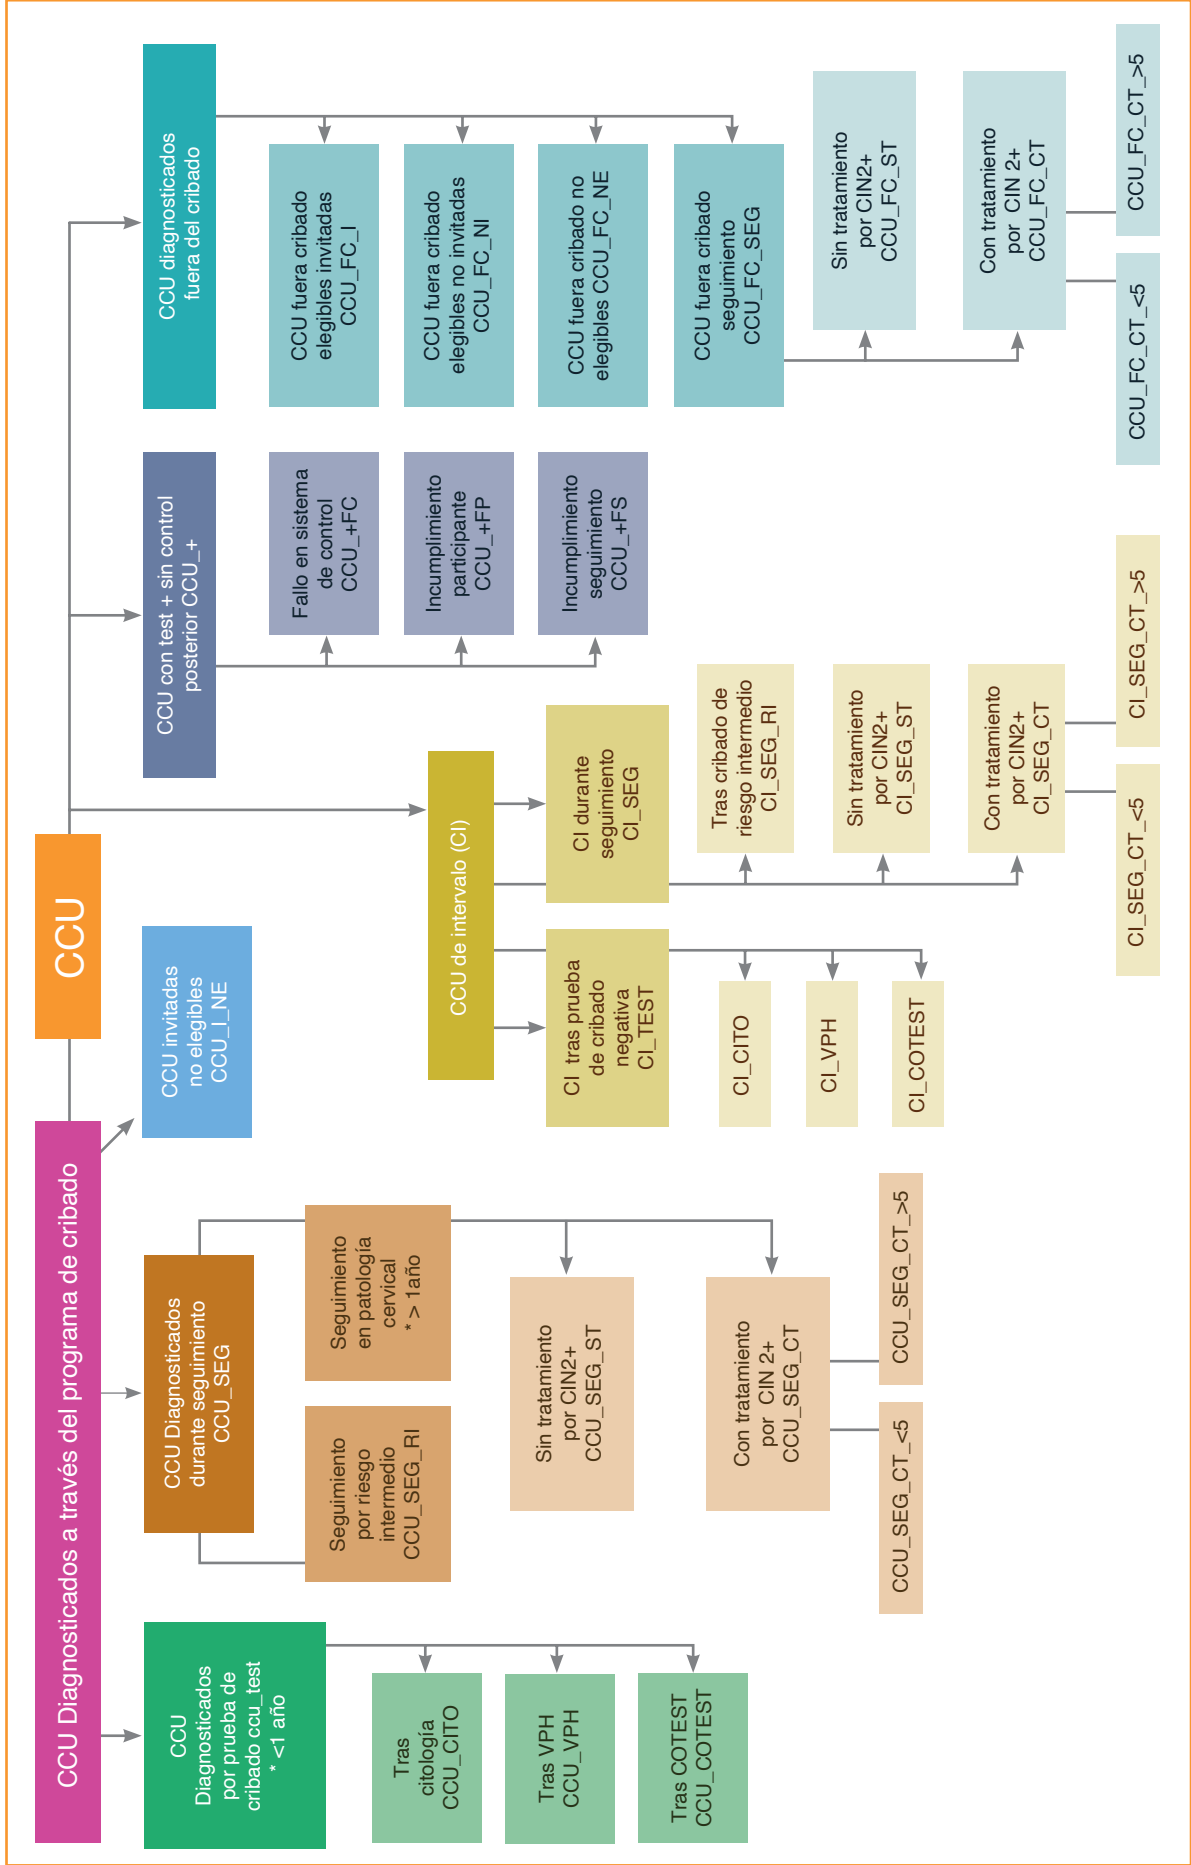 CCU
CCU Diagnosticados a través del programa de cribado
CCU
Diagnosticados
por prueba de
cribado ccu_test
* <1 año
Tras
citología
CCU_CITO
Tras VPH
CCU_VPH
Tras COTEST
CCU_COTEST
CCU Diagnosticados
durante seguimiento
CCU_SEG
Seguimiento
por riesgo
intermedio
CCU_SEG_RI
Seguimiento
en patología
cervical
* > 1año
Sin tratamiento
por CIN2+
CCU_SEG_ST
Con tratamiento
por CIN 2+
CCU_SEG_CT
CCU_SEG_CT_<5
CCU_SEG_CT_>5
CCU invitadas
no elegibles
CCU_I_NE
CCU de intervalo (CI)
CI tras prueba
de cribado
negativa
CI_TEST
CI_CITO
CI_VPH
CI_COTEST
CI durante
seguimiento
CI_SEG
Tras cribado de
riesgo intermedio
CI_SEG_RI
Sin tratamiento
por CIN2+
CI_SEG_ST
Con tratamiento
por CIN2+
CI_SEG_CT
CI_SEG_CT_<5
CI_SEG_CT_>5
CCU con test + sin control
posterior CCU_+
Fallo en sistema
de control
CCU_+FC
Incumplimiento
participante
CCU_+FP
Incumplimiento
seguimiento
CCU_+FS
CCU diagnosticados
fuera del cribado
CCU fuera cribado
elegibles invitadas
CCU_FC_I
CCU fuera cribado
elegibles no invitadas
CCU_FC_NI
CCU fuera cribado no
elegibles CCU_FC_NE
CCU fuera cribado
seguimiento
CCU_FC_SEG
Sin tratamiento
por CIN2+
CCU_FC_ST
Con tratamiento
por CIN 2+
CCU_FC_CT
CCU_FC_CT_<5
CCU_FC_CT_>5